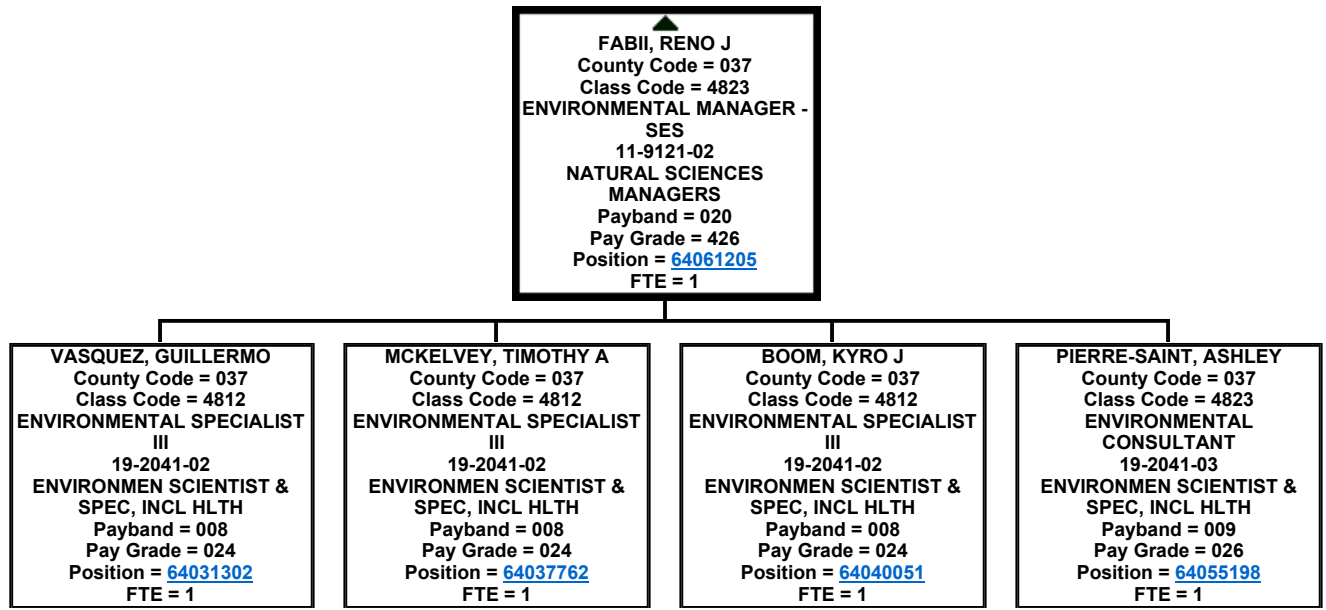 FABII, RENO J
County Code = 037
Class Code = 4823
ENVIRONMENTAL MANAGER -
SES
11-9121-02
NATURAL SCIENCES
MANAGERS
Payband = 020
Pay Grade = 426
Position = 64061205
FTE = 1
VASQUEZ, GUILLERMO
County Code = 037
Class Code = 4812
ENVIRONMENTAL SPECIALIST
III
19-2041-02
ENVIRONMEN SCIENTIST &
SPEC, INCL HLTH
Payband = 008
Pay Grade = 024
Position = 64031302
FTE = 1
MCKELVEY, TIMOTHY A
County Code = 037
Class Code = 4812
ENVIRONMENTAL SPECIALIST
III
19-2041-02
ENVIRONMEN SCIENTIST &
SPEC, INCL HLTH
Payband = 008
Pay Grade = 024
Position = 64037762
FTE = 1
BOOM, KYRO J
County Code = 037
Class Code = 4812
ENVIRONMENTAL SPECIALIST
III
19-2041-02
ENVIRONMEN SCIENTIST &
SPEC, INCL HLTH
Payband = 008
Pay Grade = 024
Position = 64040051
FTE = 1
PIERRE-SAINT, ASHLEY
County Code = 037
Class Code = 4823
ENVIRONMENTAL
CONSULTANT
19-2041-03
ENVIRONMEN SCIENTIST &
SPEC, INCL HLTH
Payband = 009
Pay Grade = 026
Position = 64055198
FTE = 1